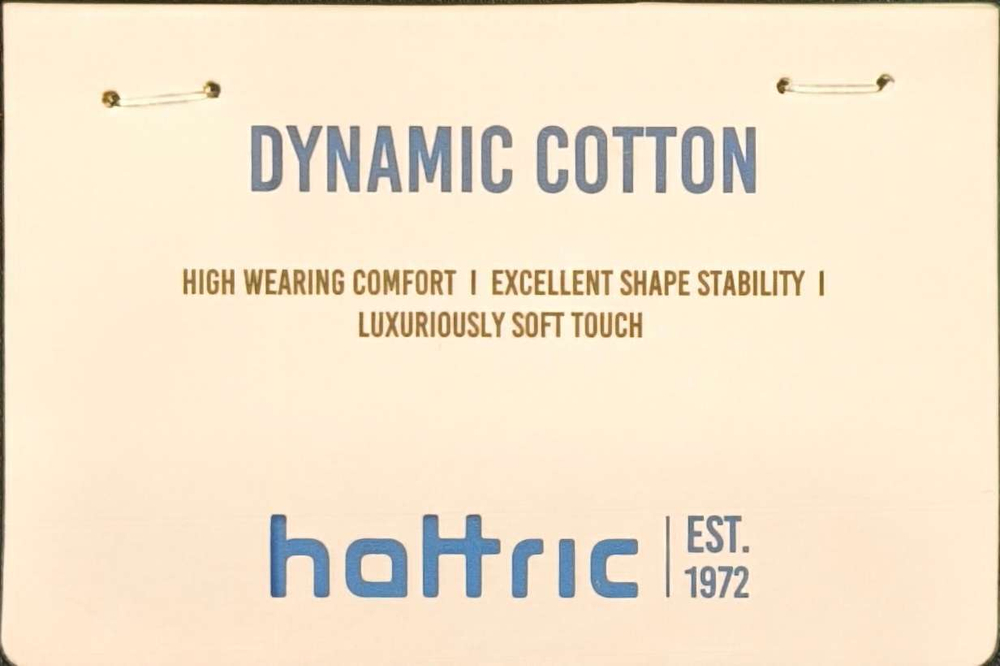 DYNAMIC COTTON
HIGH WEARING COMFORT I EXCELLENT SHAPE STABILITY I
LUXURIOUSLY SOFT TOUCH
hattric
EST.
1972